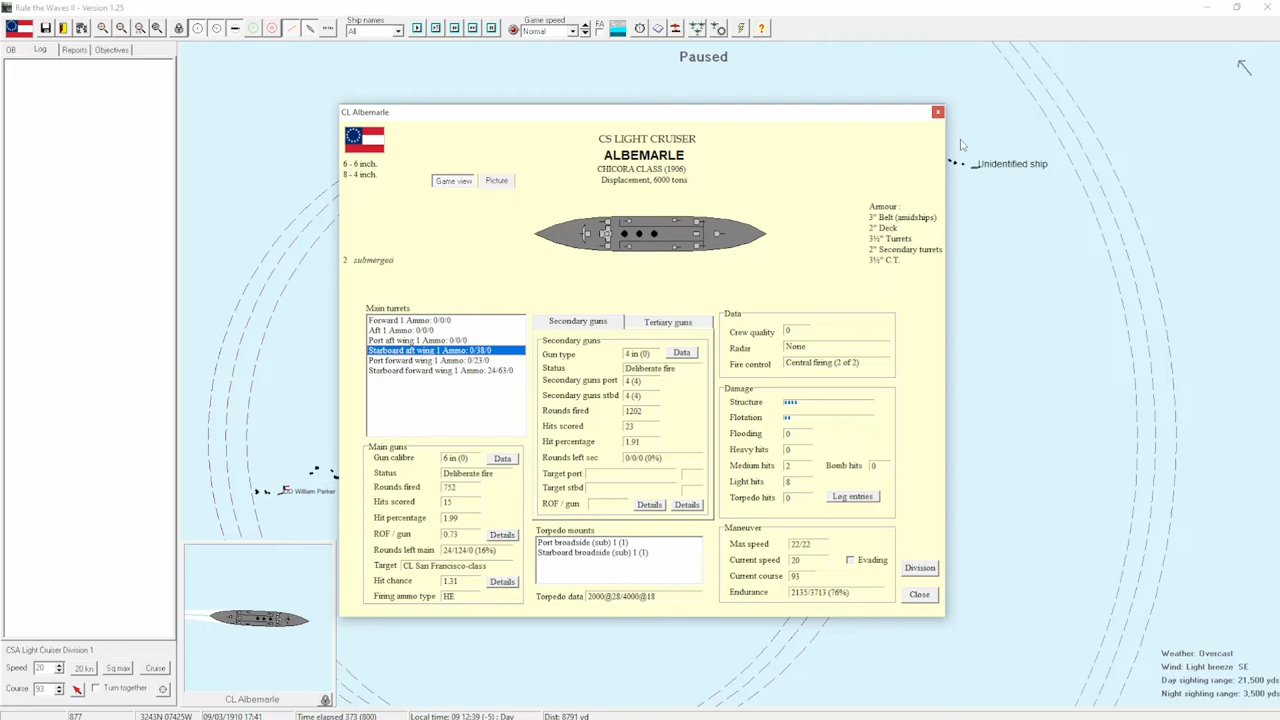 Rule the Waves II - Version 1.25
Ship names
All
Game speed
Normal
FA
OB
Log
Reports
Objectives
Paused
CL Albemarle
CS LIGHT CRUISER
ALBEMARLE
CHICORA CLASS (1906)
Displacement, 6000 tons
6 - 6 inch.
8 - 4 inch.
Game view
Picture
Unidentified ship
Armour :
3" Belt (amidships)
2" Deck
3½" Turrets
2" Secondary turrets
3½" C.T.
2 submerged
Main turrets
Forward 1 Ammo: 0/0/0
Aft 1 Ammo: 0/0/0
Port aft wing 1 Ammo: 0/0/0
Starboard aft wing 1 Ammo: 0/38/0
Port forward wing 1 Ammo: 0/23/0
Starboard forward wing 1 Ammo: 24/63/0
Main guns
Gun calibre 6 in (0) Data
Status Deliberate fire
Rounds fired 752
Hits scored 15
Hit percentage 1.99
ROF / gun 0.73 Details
Rounds left main 24/124/0 (16%)
Target CL San Francisco-class
Hit chance 1.31 Details
Firing ammo type HE
Secondary guns
Tertiary guns
Secondary guns
Gun type 4 in (0) Data
Status Deliberate fire
Secondary guns port 4 (4)
Secondary guns stbd 4 (4)
Rounds fired 1202
Hits scored 23
Hit percentage 1.91
Rounds left sec 0/0/0 (0%)
Target port
Target stbd
ROF / gun Details Details
Torpedo mounts
Port broadside (sub) 1 (1)
Starboard broadside (sub) 1 (1)
Torpedo data 2000@28/4000@18
Data
Crew quality 0
Radar None
Fire control Central firing (2 of 2)
Damage
Structure
Flotation
Flooding 0
Heavy hits 0
Medium hits 2 Bomb hits 0
Light hits 8
Torpedo hits 0 Log entries
Maneuver
Max speed 22/22
Current speed 20 Evading
Current course 93
Endurance 2135/3713 (76%)
Division
Close
DD William Parker
CL Albemarle
CSA Light Cruiser Division 1
Speed 20 20 kn Sq max Cruise
Course 93 Turn together
Weather: Overcast
Wind: Light breeze SE
Day sighting range: 21,500 yds
Night sighting range: 3,500 yds
877
3243N 07425W
09/03/1910 17:41
Time elapsed 373 (800)
Local time: 09 12:39 (-5) : Day
Dist: 8791 yd